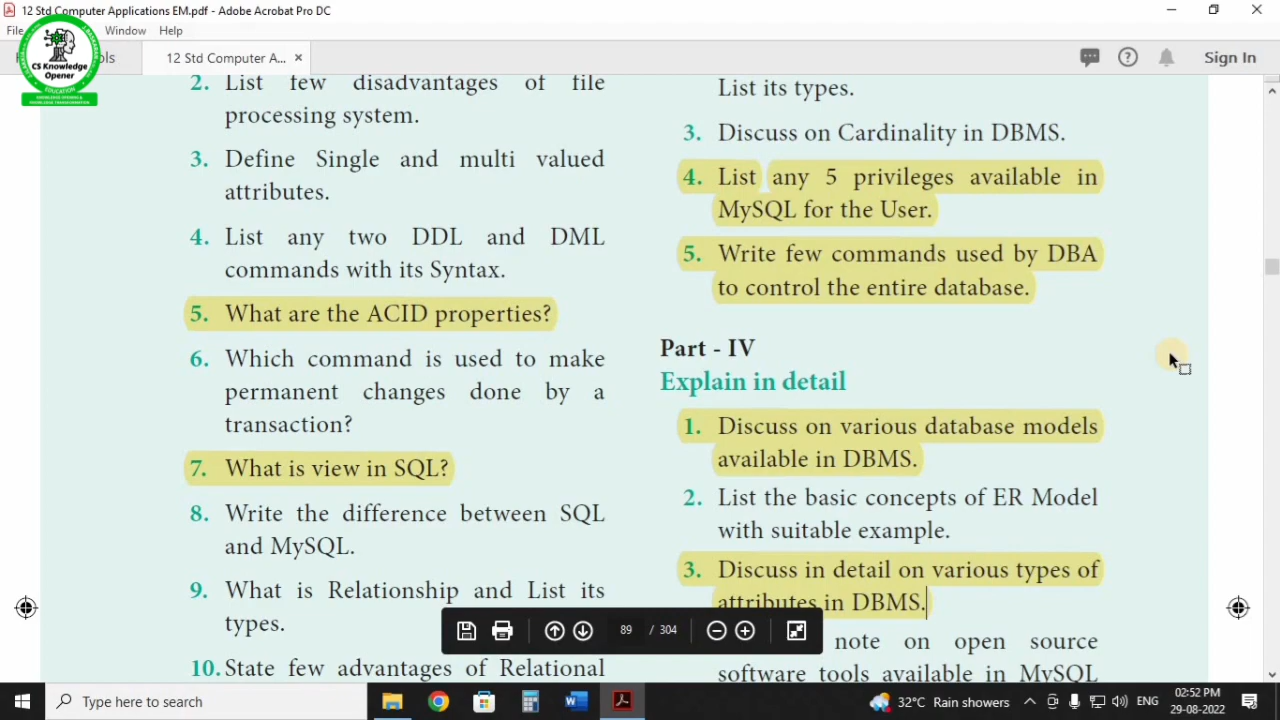 12 Std Computer Applications EM.pdf - Adobe Acrobat Pro DC
File
Window Help
12 Std Computer A... ×
Sign In
CS Knowledge
Opener
EDUCATION
2. List few disadvantages of file
processing system.
3. Define Single and multi valued
attributes.
4. List any two DDL and DML
commands with its Syntax.
5. What are the ACID properties?
6. Which command is used to make
permanent changes done by a
transaction?
7. What is view in SQL?
8. Write the difference between SQL
and MySQL.
9. What is Relationship and List its
types.
10. State few advantages of Relational
List its types.
3. Discuss on Cardinality in DBMS.
4. List any 5 privileges available in
MySQL for the User.
5. Write few commands used by DBA
to control the entire database.
Part - IV
Explain in detail
1. Discuss on various database models
available in DBMS.
2. List the basic concepts of ER Model
with suitable example.
3. Discuss in detail on various types of
attributes in DBMS.
note on open source
software tools available in MySQL
89 / 304
Type here to search
32°C Rain showers
ENG
02:52 PM
29-08-2022